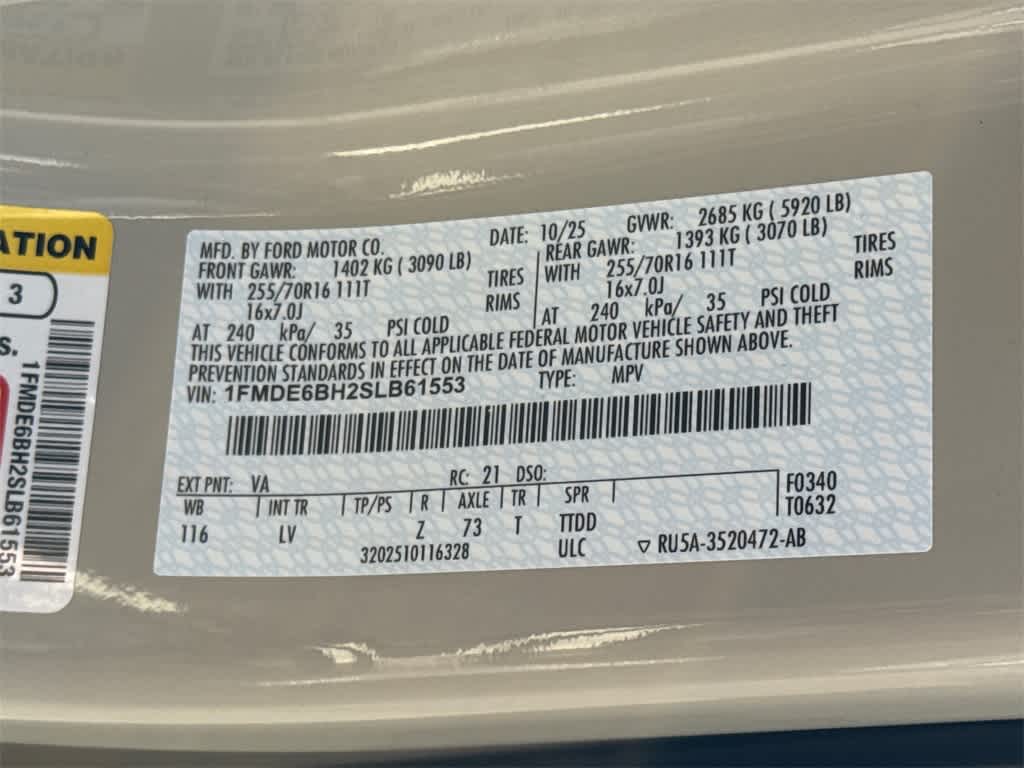 ATION
3
S.
1FMDE6BH2SLB61553
MFD. BY FORD MOTOR CO.
DATE: 10/25
GVWR: 2685 KG ( 5920 LB)
FRONT GAWR: 1402 KG ( 3090 LB)
REAR GAWR: 1393 KG ( 3070 LB)
WITH 255/70R16 111T TIRES
WITH 255/70R16 111T TIRES
16x7.0J RIMS
16x7.0J RIMS
AT 240 kPa/ 35 PSI COLD
AT 240 kPa/ 35 PSI COLD
THIS VEHICLE CONFORMS TO ALL APPLICABLE FEDERAL MOTOR VEHICLE SAFETY AND THEFT
PREVENTION STANDARDS IN EFFECT ON THE DATE OF MANUFACTURE SHOWN ABOVE.
VIN: 1FMDE6BH2SLB61553 TYPE: MPV
EXT PNT: VA RC: 21 DSO:
WB INT TR TP/PS R AXLE TR SPR F0340
116 LV Z 73 T TTDD T0632
3202510116328 ULC ▽ RU5A-3520472-AB